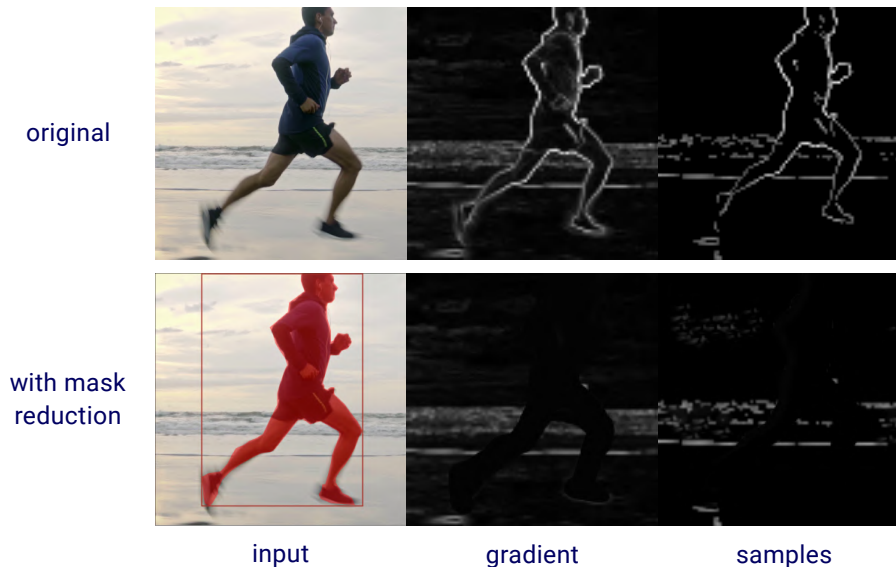 original
with mask
reduction
input
gradient
samples